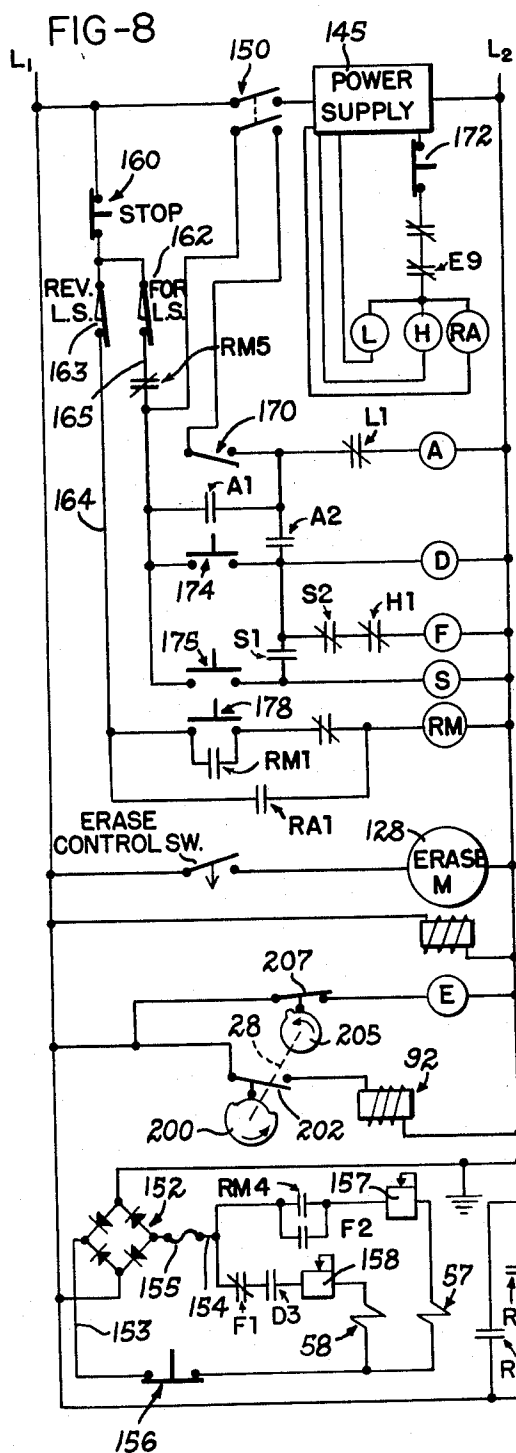 FIG-8
L1 150 145 L2
POWER
SUPPLY
172
160
STOP
162
E9
REV. FOR
L.S. L.S.
L H RA
163 RM5
165
170 L1
A
164 A1
A2
174 D
S2 H1
F
175 S1
S
178
RM
RM1
RA1
ERASE
CONTROL SW.
128
ERASE
M
207
E
28 205
92
200 202
152 RM4 157
F2
155 154 158
153 F1 D3 58 57
R
R
156